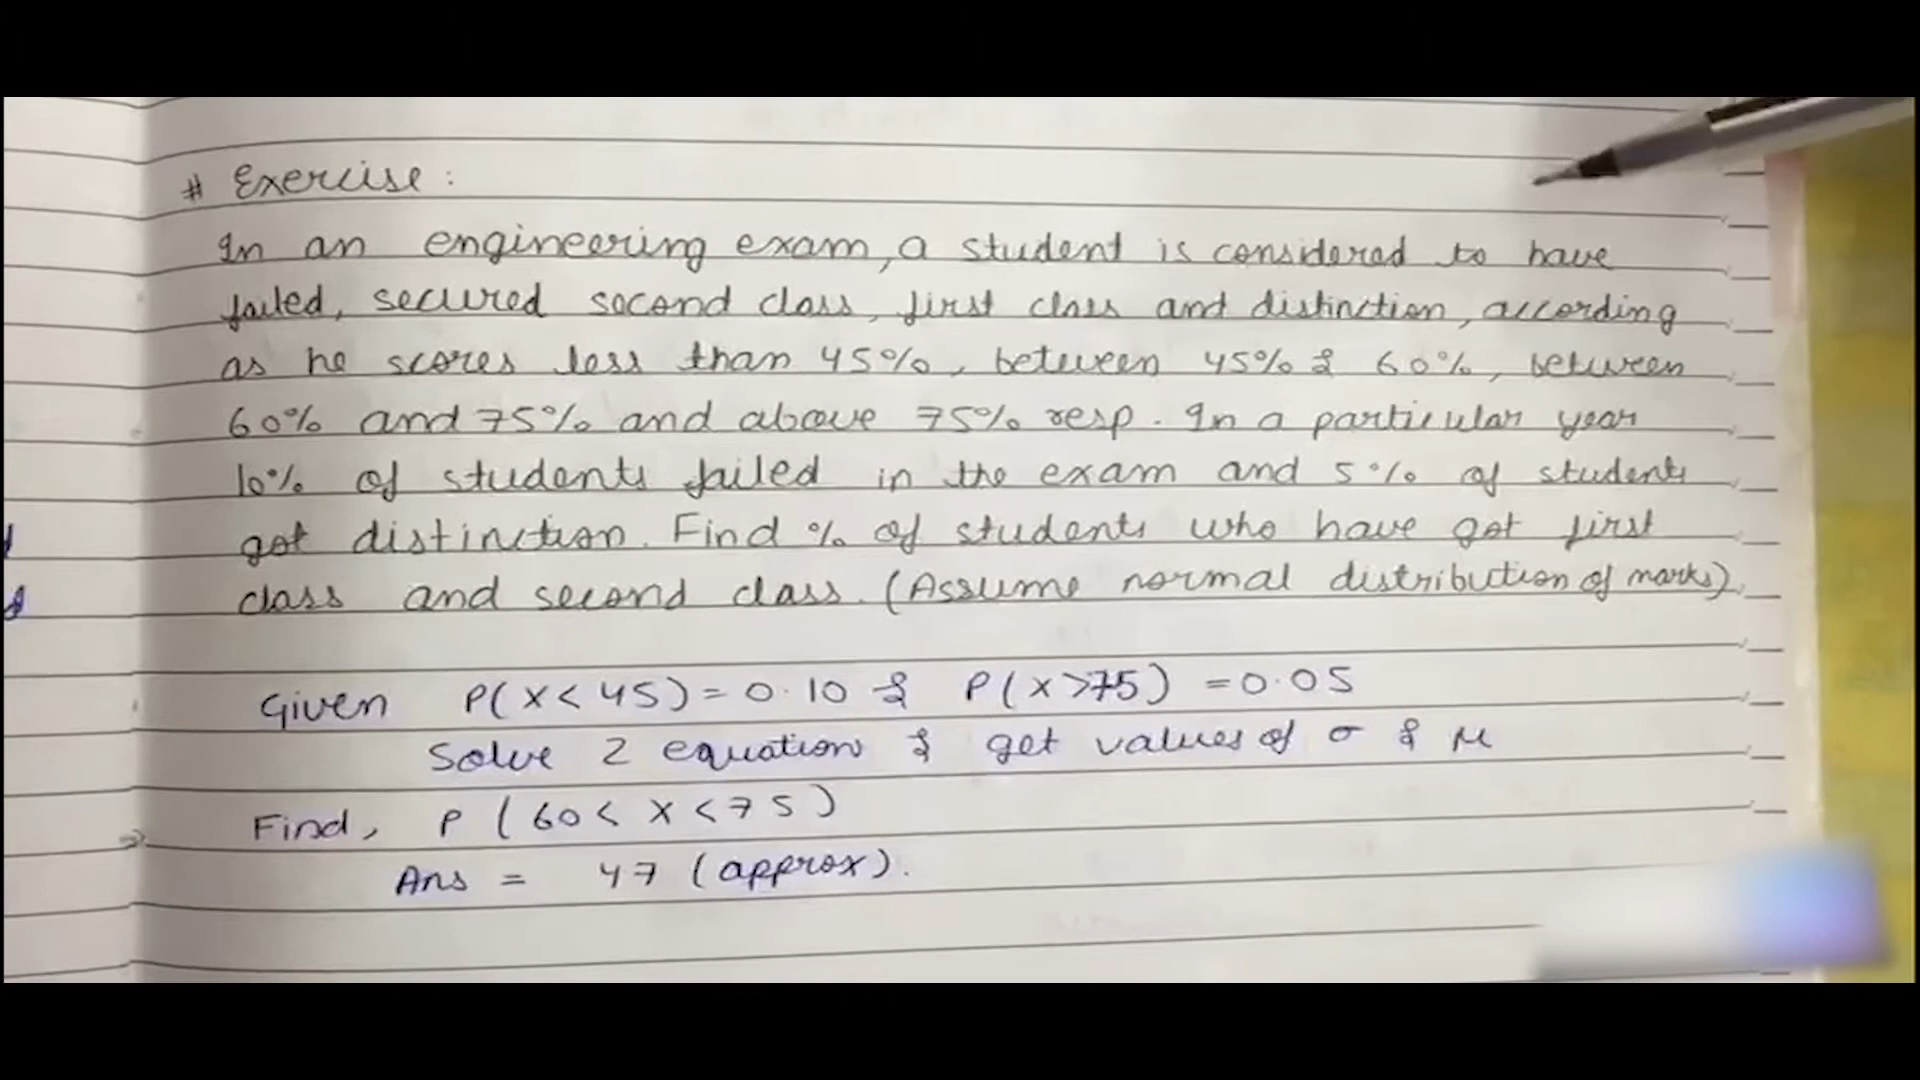 # Exercise:
In an engineering exam, a student is considered to have
failed, secured second class, first class and distinction, according
as he scores less than 45%, between 45% & 60%, between
60% and 75% and above 75% resp. In a particular year
10% of students failed in the exam and 5% of students
got distinction. Find % of students who have got first
class and second class. (Assume normal distribution of marks)
Given P(X < 45) = 0.10 & P(X > 75) = 0.05
Solve 2 equation & get values of σ & μ
Find, P (60 < X < 75)
Ans = 47 (approx).